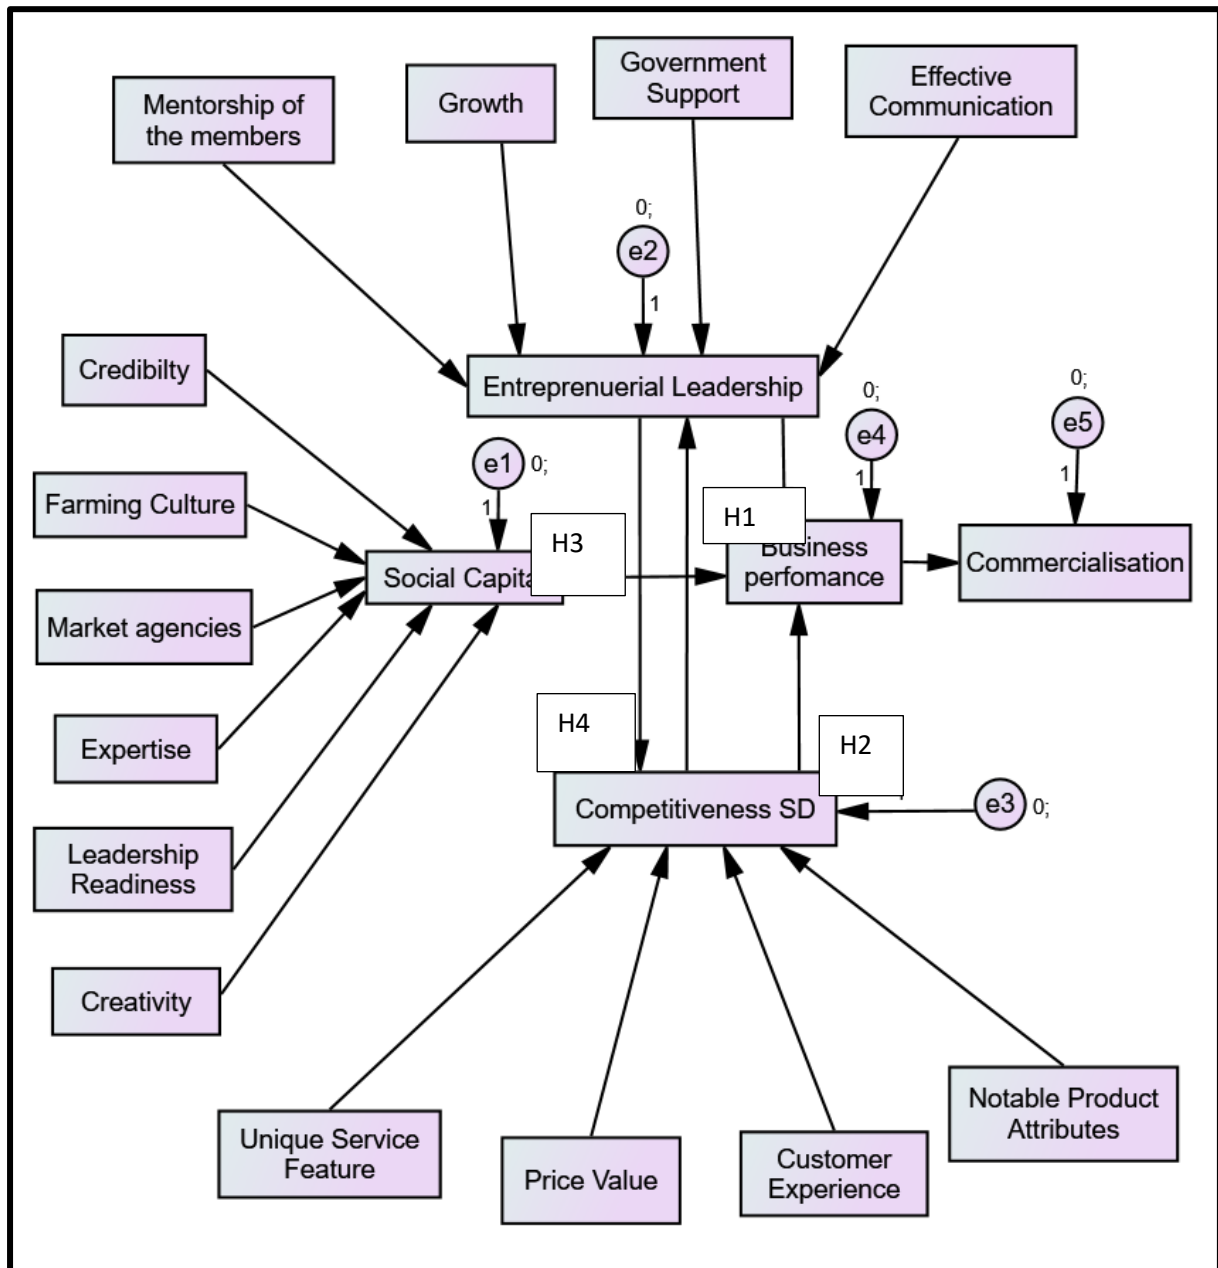 Government
Support
Effective
Communication
Growth
Mentorship of
the members
0;
e2
1
Credibilty
Entreprenuerial Leadership
0;
e4
1
0;
e5
1
e1
0;
1
Farming Culture
H3
H1
Social Capita
Business
perfomance
Commercialisation
Market agencies
Expertise
H4
H2
Competitiveness SD
e3
0;
Leadership
Readiness
Creativity
Unique Service
Feature
Price Value
Customer
Experience
Notable Product
Attributes